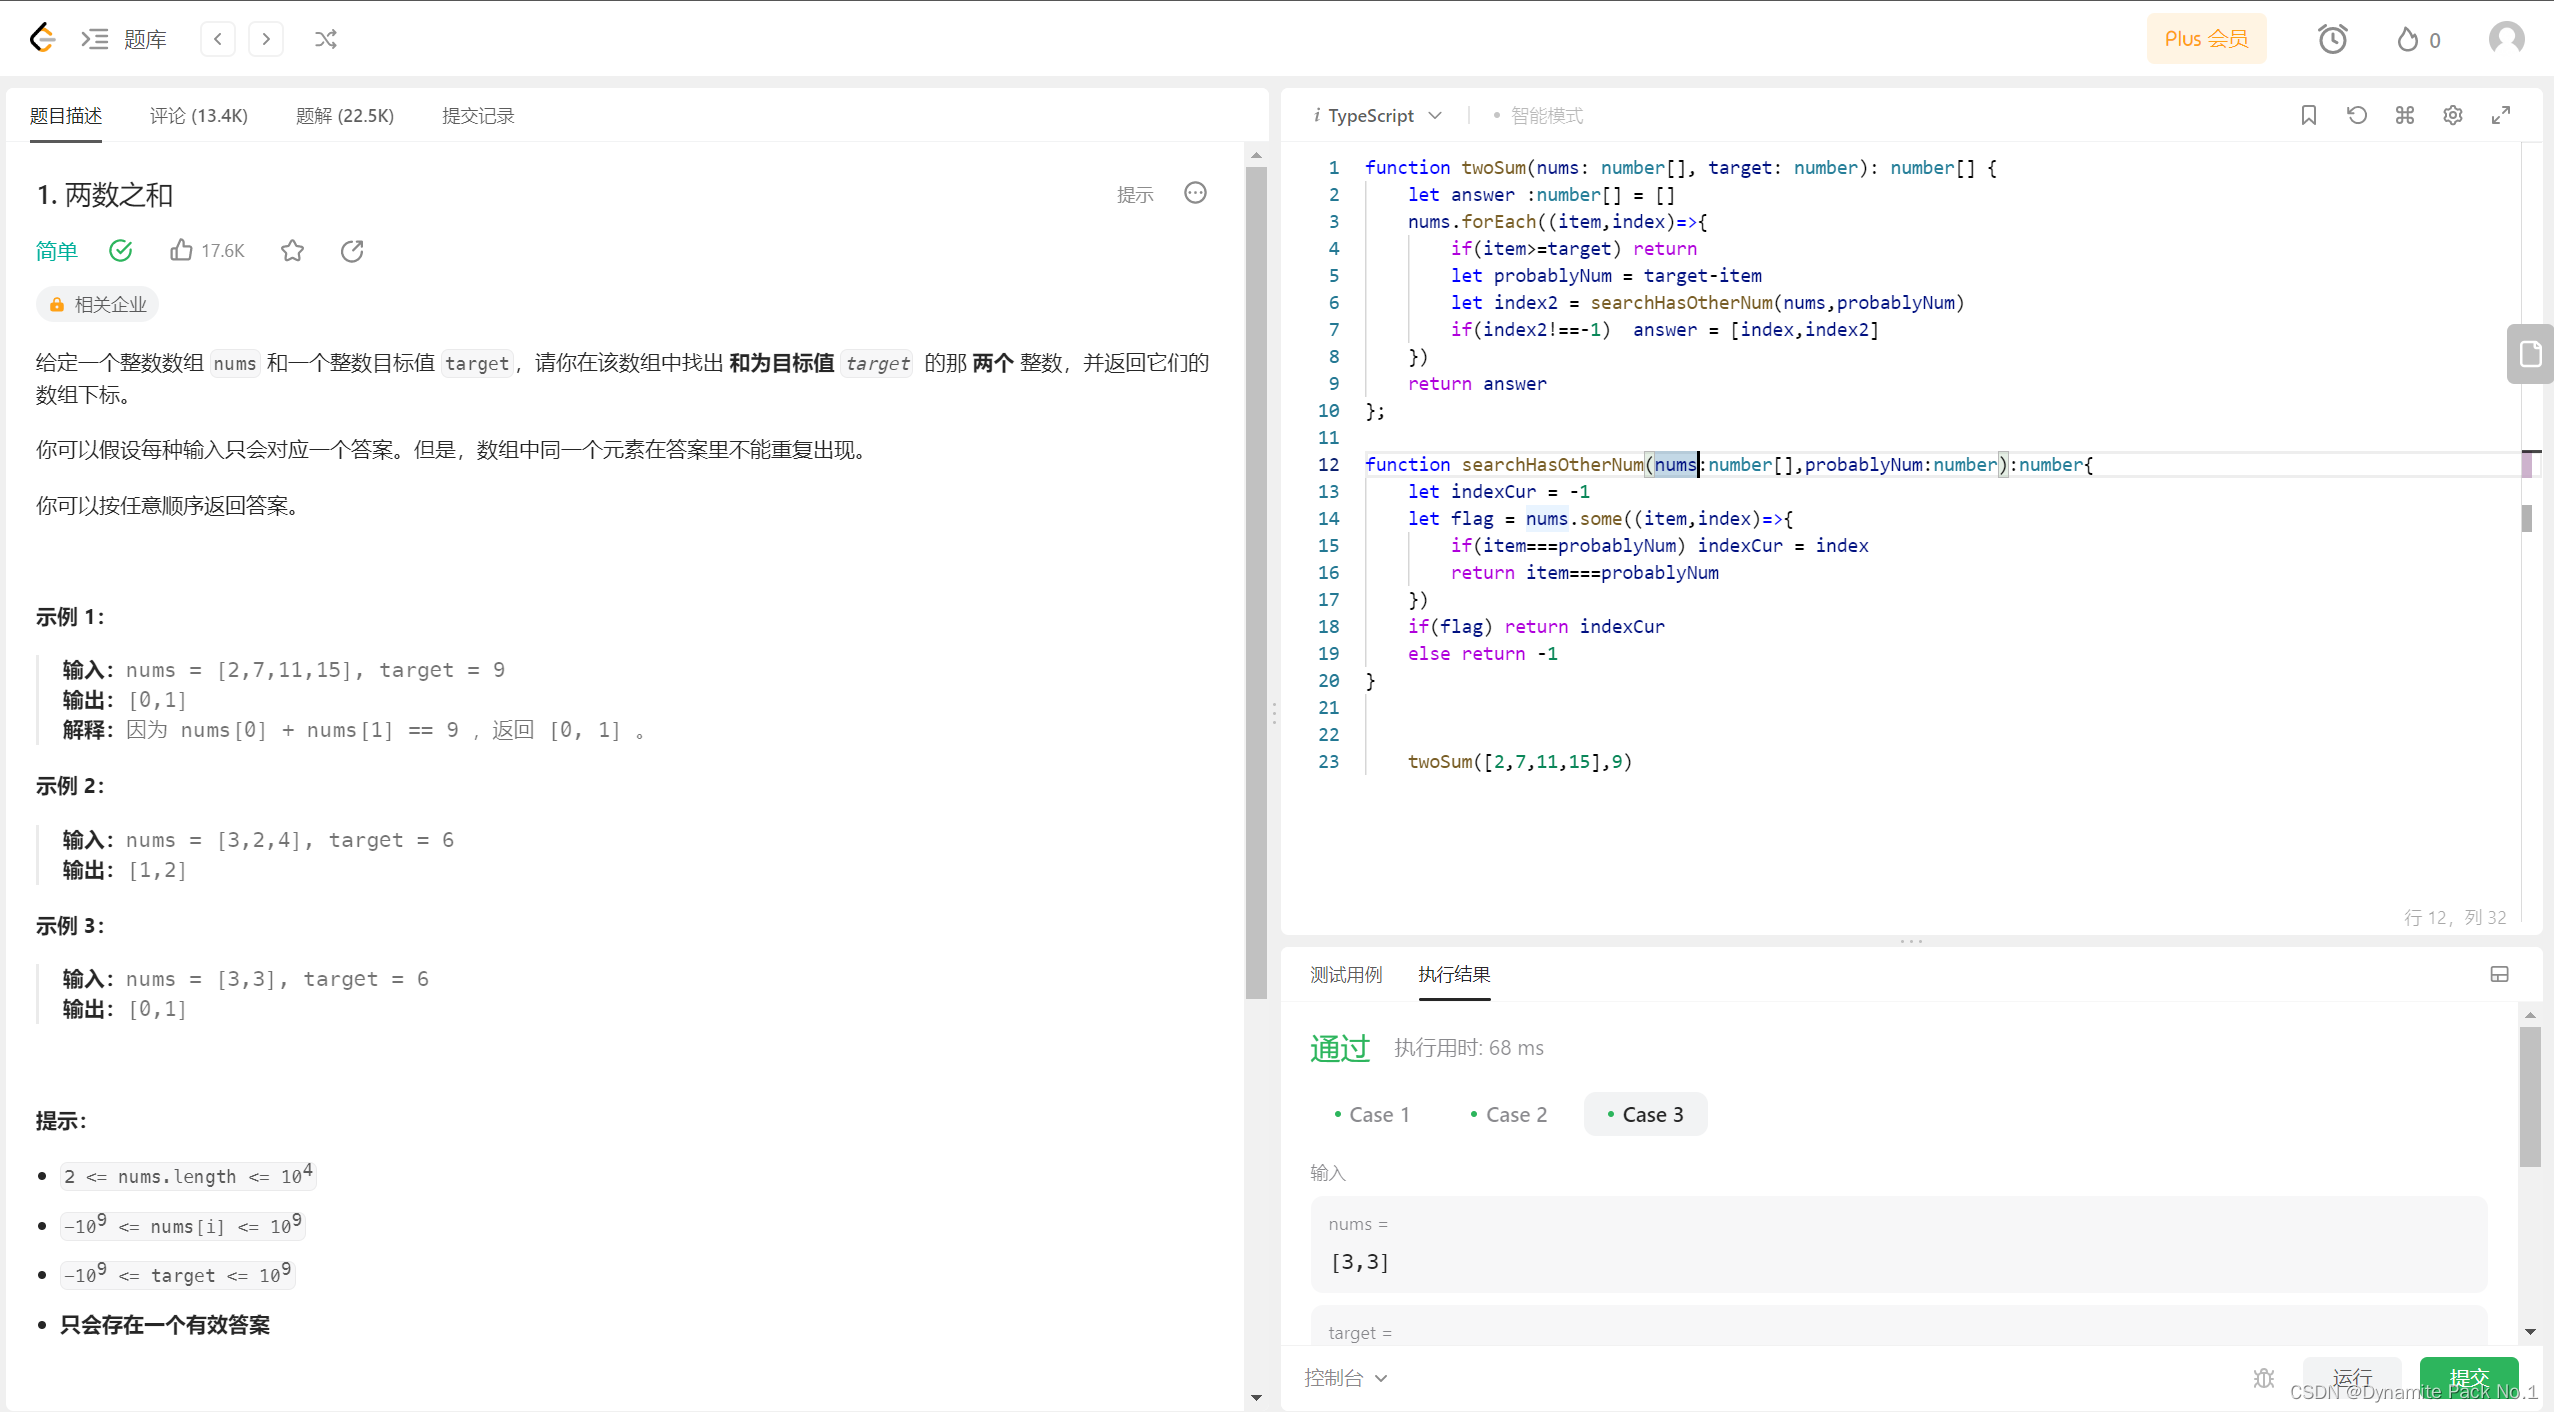 题库
Plus 会员
0
题目描述 评论 (13.4K) 题解 (22.5K) 提交记录
1. 两数之和
提示
简单 17.6K
相关企业
给定一个整数数组 nums 和一个整数目标值 target，请你在该数组中找出 和为目标值 target 的那 两个 整数，并返回它们的
数组下标。
你可以假设每种输入只会对应一个答案。但是，数组中同一个元素在答案里不能重复出现。
你可以按任意顺序返回答案。
示例 1：
输入：nums = [2,7,11,15], target = 9
输出：[0,1]
解释：因为 nums[0] + nums[1] == 9 ，返回 [0, 1] 。
示例 2：
输入：nums = [3,2,4], target = 6
输出：[1,2]
示例 3：
输入：nums = [3,3], target = 6
输出：[0,1]
提示：
2 <= nums.length <= 10^4
-10^9 <= nums[i] <= 10^9
-10^9 <= target <= 10^9
只会存在一个有效答案
i TypeScript 智能模式
1 function twoSum(nums: number[], target: number): number[] {
2 let answer :number[] = []
3 nums.forEach((item,index)=>{
4 if(item>=target) return
5 let probablyNum = target-item
6 let index2 = searchHasOtherNum(nums,probablyNum)
7 if(index2!==-1)  answer = [index,index2]
8 })
9 return answer
10 };
11
12 function searchHasOtherNum(nums:number[],probablyNum:number):number{
13 let indexCur = -1
14 let flag = nums.some((item,index)=>{
15 if(item===probablyNum) indexCur = index
16 return item===probablyNum
17 })
18 if(flag) return indexCur
19 else return -1
20 }
21
22
23 twoSum([2,7,11,15],9)
行 12，列 32
测试用例 执行结果
通过 执行用时: 68 ms
Case 1 Case 2 Case 3
输入
nums =
[3,3]
target =
控制台
运行 提交
CSDN @Dynamite Pack No.1